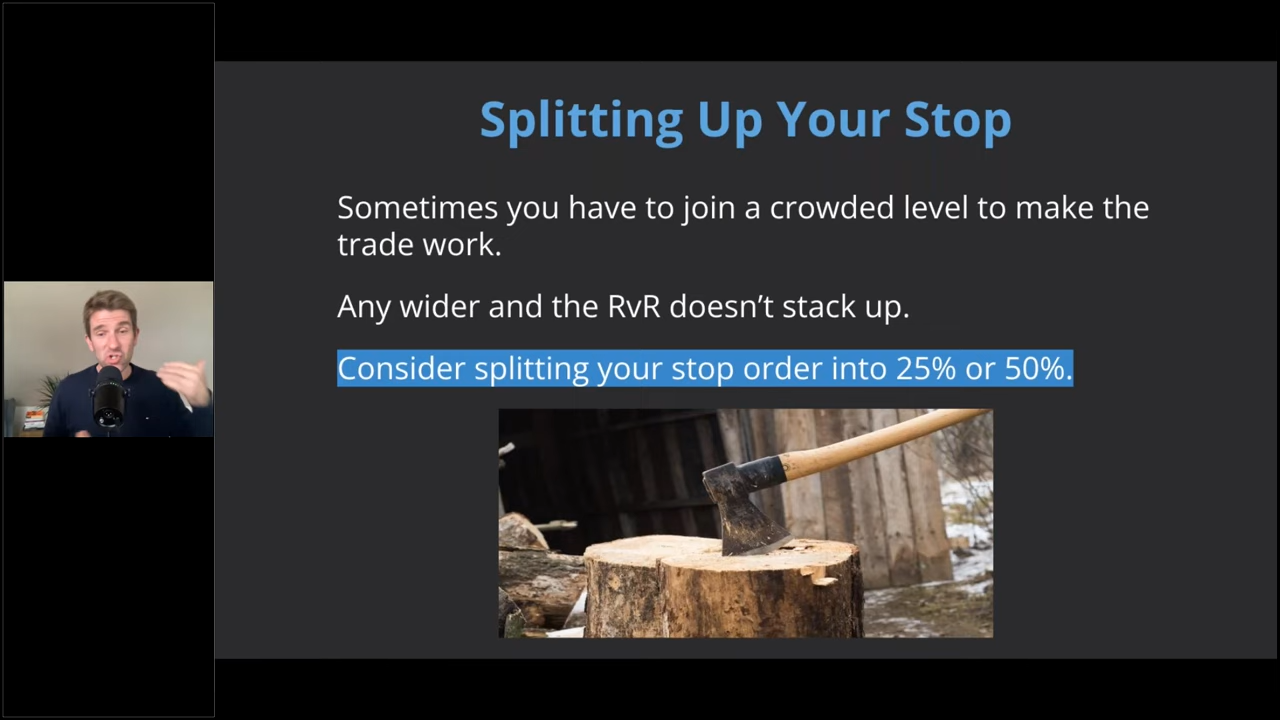 Splitting Up Your Stop
Sometimes you have to join a crowded level to make the
trade work.
Any wider and the RvR doesn’t stack up.
Consider splitting your stop order into 25% or 50%.